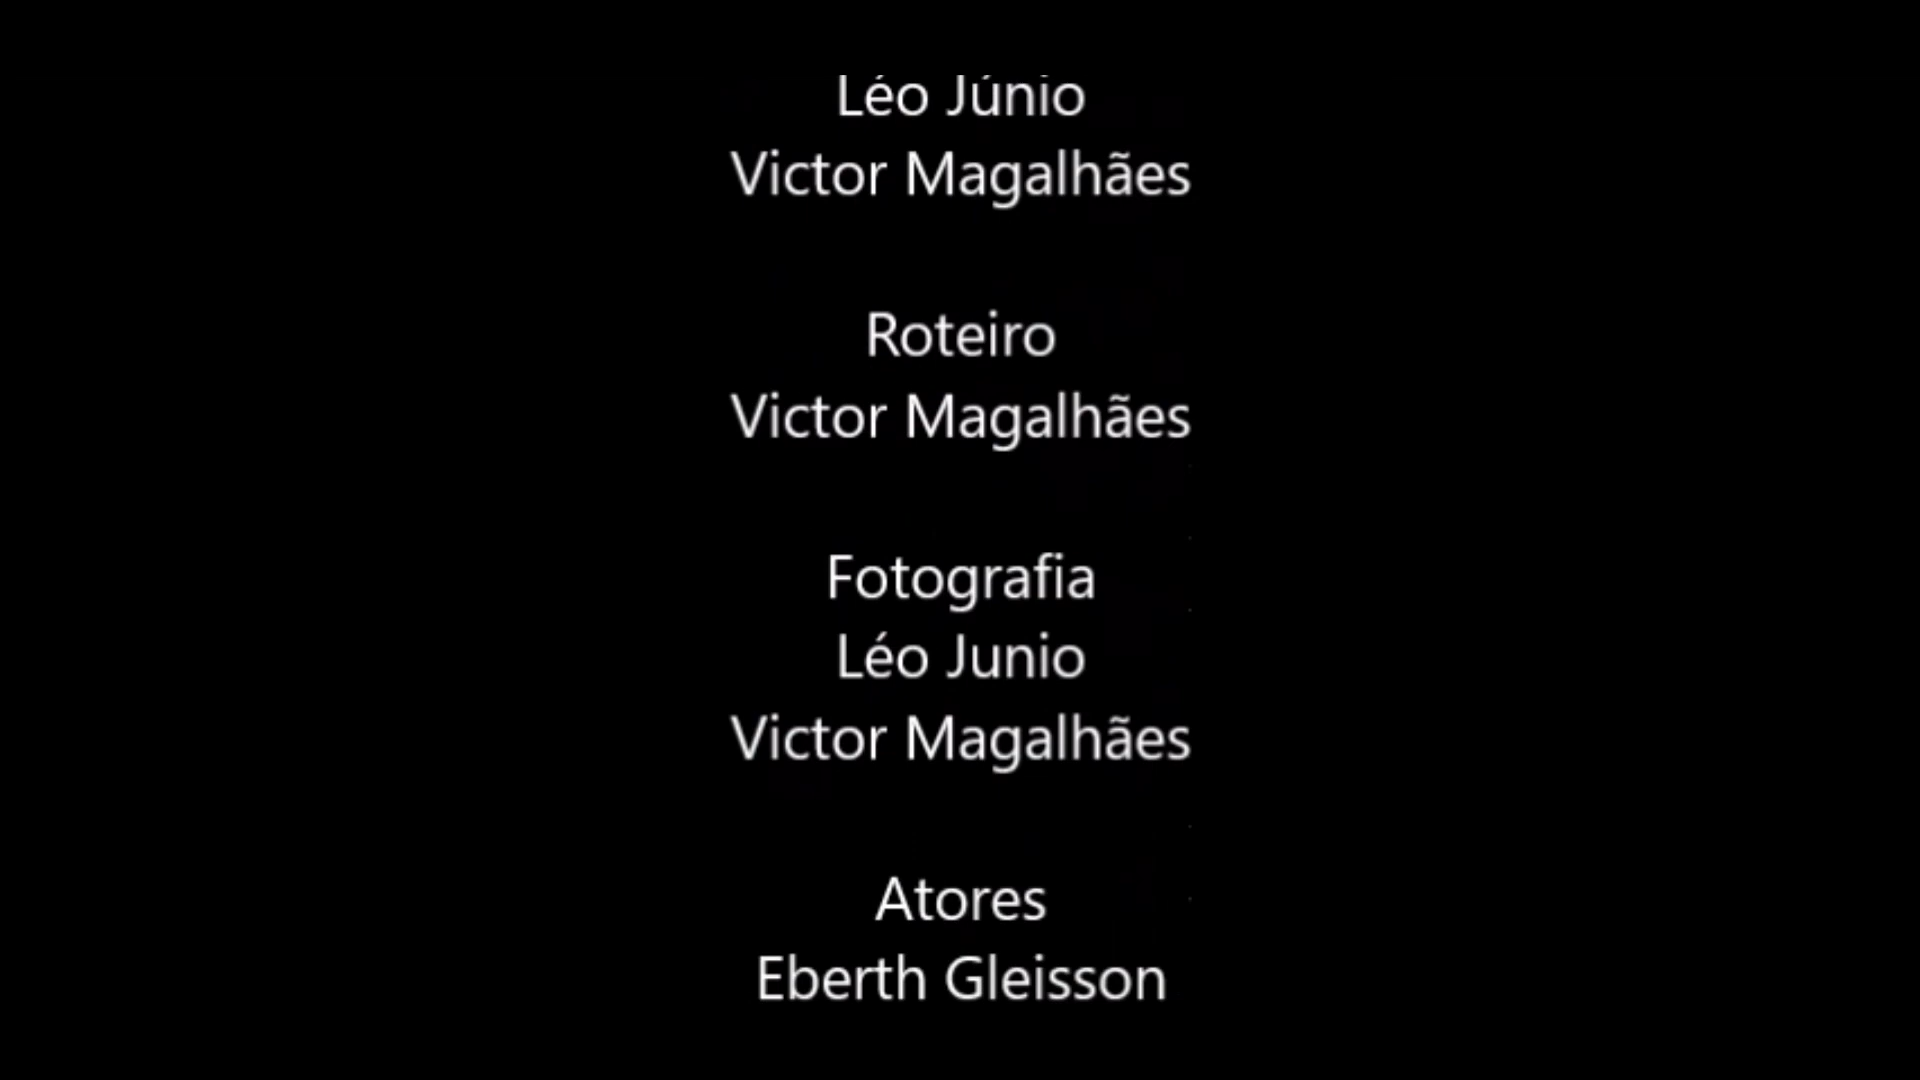 Léo Júnio
Victor Magalhães
Roteiro
Victor Magalhães
Fotografia
Léo Junio
Victor Magalhães
Atores
Eberth Gleisson